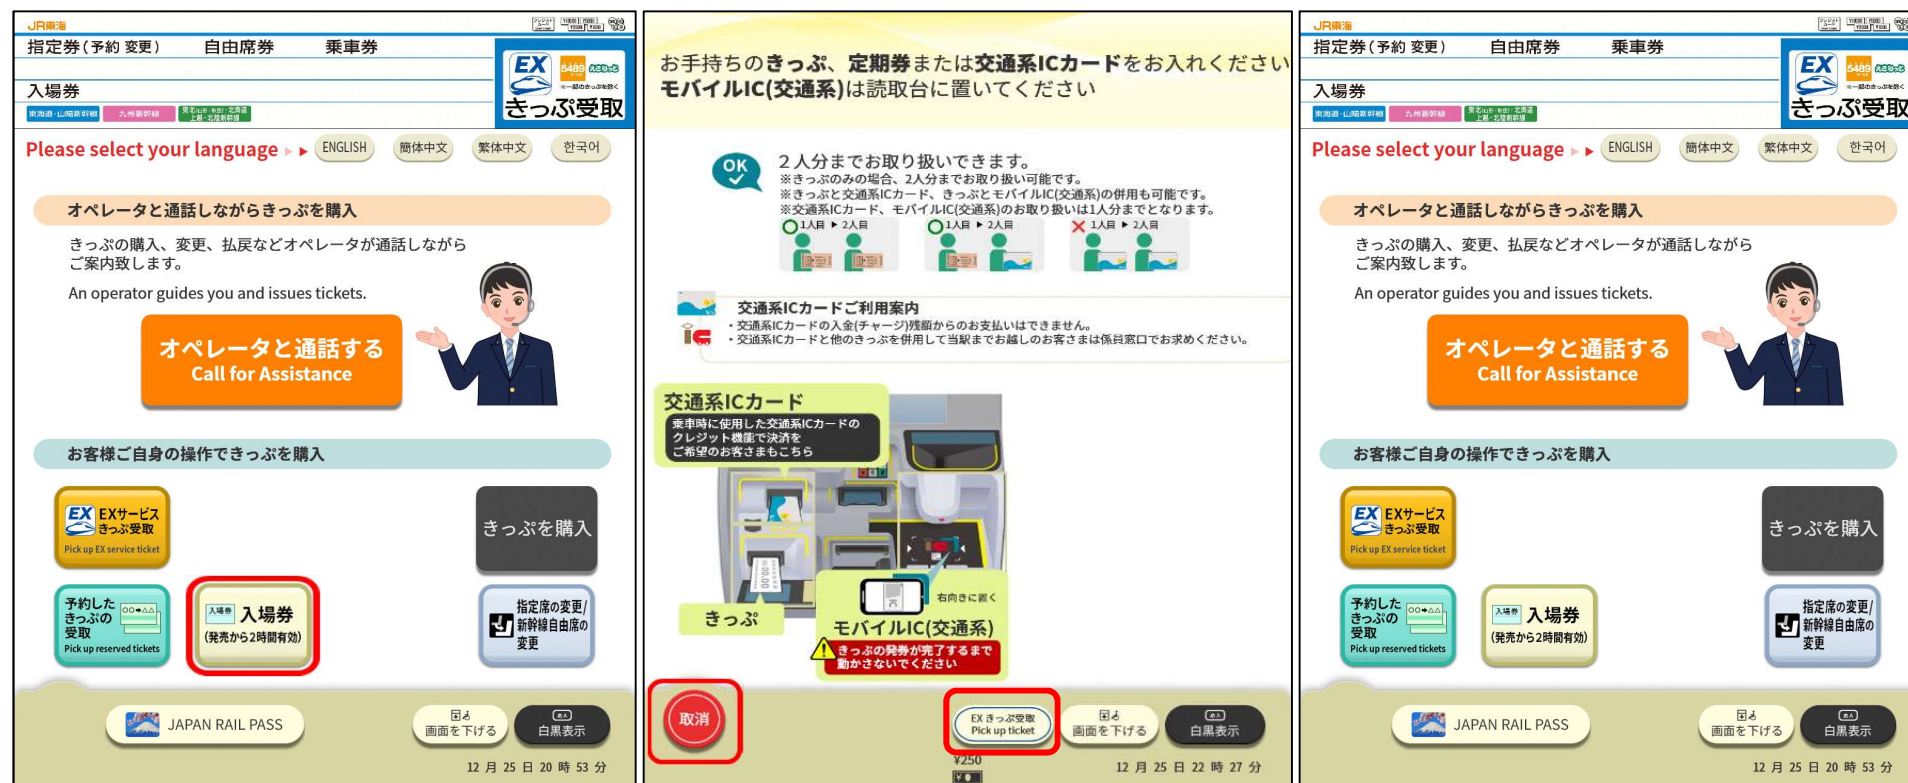 JR東海
指定券(予約 変更)
自由席券
乗車券
入場券
東海道・山陽新幹線
九州新幹線
EX
5489
きっぷ受取
Please select your language
ENGLISH
簡体中文
繁体中文
한국어
オペレータと通話しながらきっぷを購入
きっぷの購入、変更、払戻などオペレータが通話しながら
ご案内致します。
An operator guides you and issues tickets.
オペレータと通話する
Call for Assistance
お客様ご自身の操作できっぷを購入
EX EXサービス
きっぷ受取
Pick up EX service ticket
きっぷを購入
予約した
きっぷの
受取
Pick up reserved tickets
入場券 入場券
(発売から2時間有効)
指定席の変更/
新幹線自由席の
変更
JAPAN RAIL PASS
画面を下げる
白黒表示
12 月 25 日 20 時 53 分
お手持ちのきっぷ、定期券または交通系ICカードをお入れください
モバイルIC(交通系)は読取台に置いてください
OK
2人分までお取り扱いできます。
※きっぷのみの場合、2人分までお取り扱い可能です。
※きっぷと交通系ICカード、きっぷとモバイルIC(交通系)の併用も可能です。
※交通系ICカード、モバイルIC(交通系)のお取り扱いは1人分までとなります。
1人目 ▶ 2人目
1人目 ▶ 2人目
1人目 ▶ 2人目
交通系ICカードご利用案内
・交通系ICカードの入金(チャージ)残額からのお支払いはできません。
・交通系ICカードと他のきっぷを併用して当駅までお越しのお客さまは係員窓口でお求めください。
交通系ICカード
乗車時に使用した交通系ICカードの
クレジット機能で決済を
ご希望のお客さまもこちら
きっぷ
右向きに置く
モバイルIC(交通系)
きっぷの発券が完了するまで
動かさないでください
取消
EX きっぷ受取
Pick up ticket
画面を下げる
白黒表示
¥250
12 月 25 日 22 時 27 分
JR東海
指定券(予約 変更)
自由席券
乗車券
入場券
東海道・山陽新幹線
九州新幹線
EX
5489
きっぷ受取
Please select your language
ENGLISH
簡体中文
繁体中文
한국어
オペレータと通話しながらきっぷを購入
きっぷの購入、変更、払戻などオペレータが通話しながら
ご案内致します。
An operator guides you and issues tickets.
オペレータと通話する
Call for Assistance
お客様ご自身の操作できっぷを購入
EX EXサービス
きっぷ受取
Pick up EX service ticket
きっぷを購入
予約した
きっぷの
受取
Pick up reserved tickets
入場券 入場券
(発売から2時間有効)
指定席の変更/
新幹線自由席の
変更
JAPAN RAIL PASS
画面を下げる
白黒表示
12 月 25 日 20 時 53 分